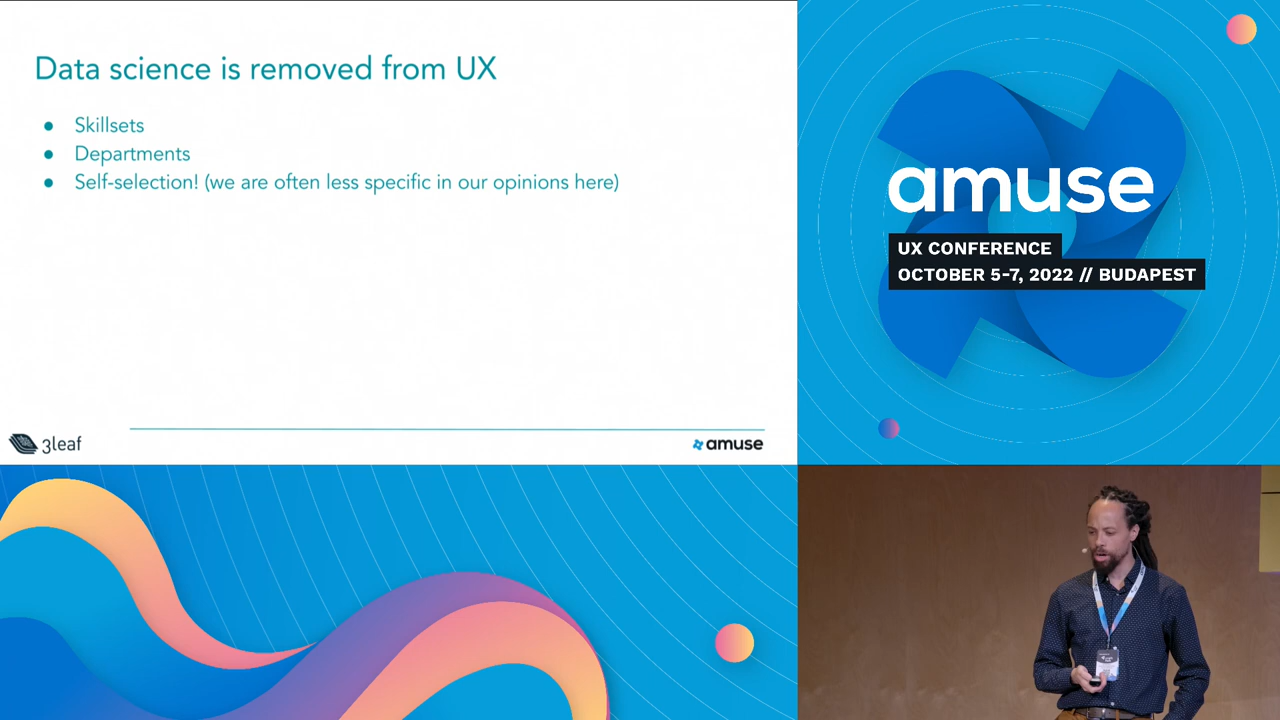 Data science is removed from UX
● Skillsets
● Departments
● Self-selection! (we are often less specific in our opinions here)
3leaf
amuse
amuse
UX CONFERENCE
OCTOBER 5-7, 2022 // BUDAPEST